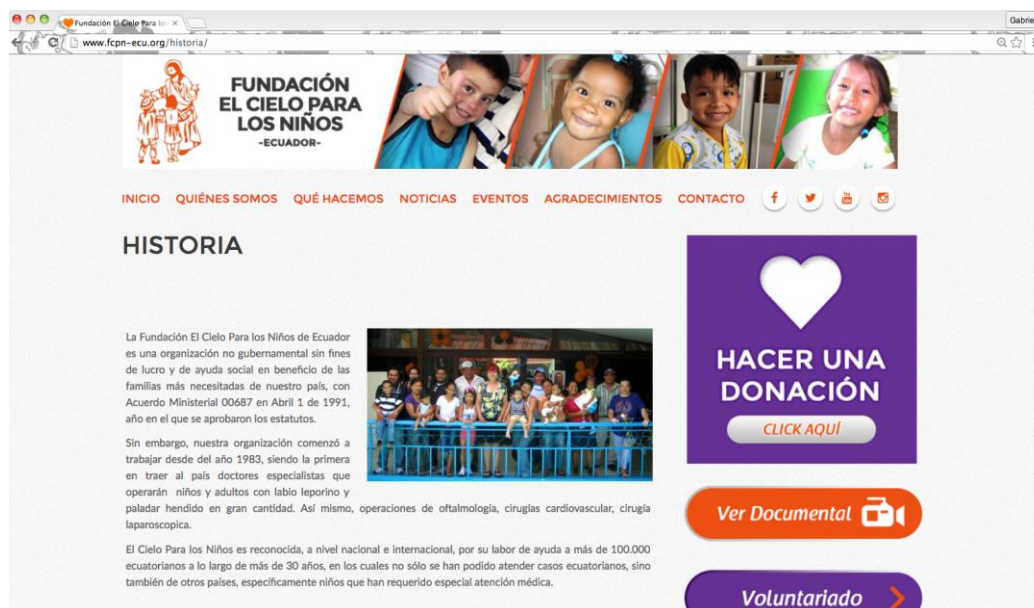 Fundación El Cielo Para los
Gabrie
www.fcpn-ecu.org/historia/
FUNDACIÓN
EL CIELO PARA
LOS NIÑOS
-ECUADOR-
INICIO QUIÉNES SOMOS QUÉ HACEMOS NOTICIAS EVENTOS AGRADECIMIENTOS CONTACTO
HISTORIA
La Fundación El Cielo Para los Niños de Ecuador
es una organización no gubernamental sin fines
de lucro y de ayuda social en beneficio de las
familias más necesitadas de nuestro país, con
Acuerdo Ministerial 00687 en Abril 1 de 1991,
año en el que se aprobaron los estatutos.
Sin embargo, nuestra organización comenzó a
trabajar desde del año 1983, siendo la primera
en traer al país doctores especialistas que
operarán niños y adultos con labio leporino y
paladar hendido en gran cantidad. Así mismo, operaciones de oftalmología, cirugías cardiovascular, cirugía
laparoscopica.
El Cielo Para los Niños es reconocida, a nivel nacional e internacional, por su labor de ayuda a más de 100.000
ecuatorianos a lo largo de más de 30 años, en los cuales no sólo se han podido atender casos ecuatorianos, sino
también de otros países, específicamente niños que han requerido especial atención médica.
HACER UNA
DONACIÓN
CLICK AQUÍ
Ver Documental
Voluntariado